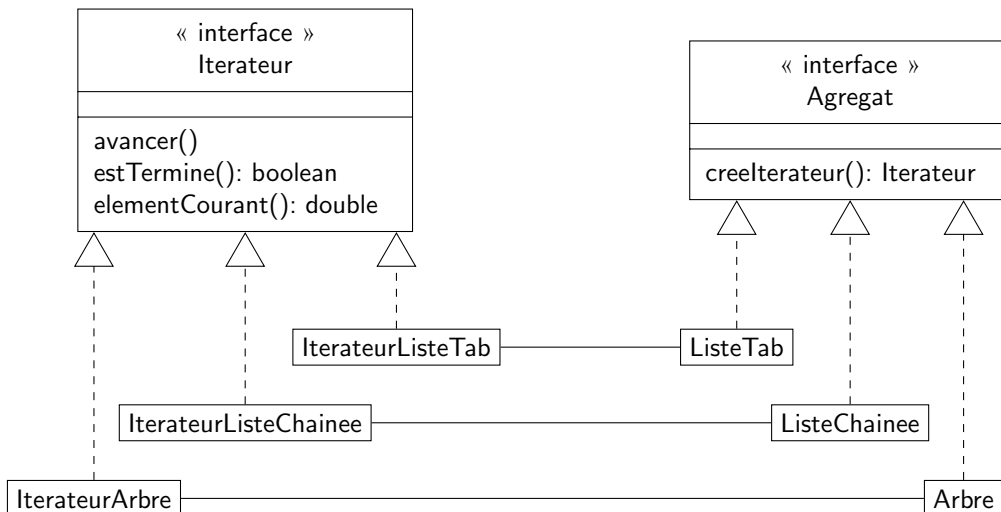 « interface »
Iterateur
avancer()
estTermine(): boolean
elementCourant(): double
« interface »
Agregat
creeIterateur(): Iterateur
IterateurListeTab
ListeTab
IterateurListeChainee
ListeChainee
IterateurArbre
Arbre